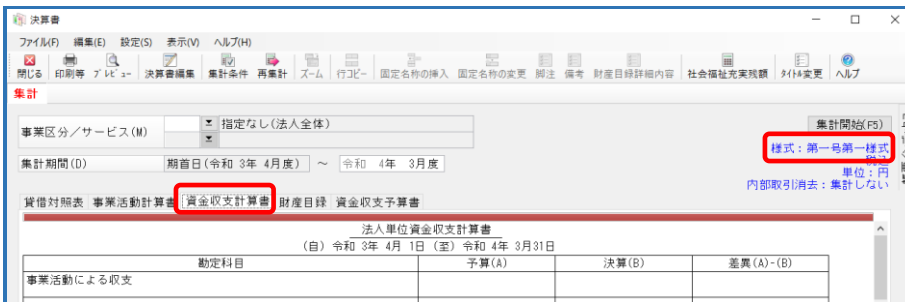 決算書
ファイル(F) 編集(E) 設定(S) 表示(V) ヘルプ(H)
閉じる 印刷等 プレビュー 決算書編集 集計条件 再集計 ズーム 行コピー 固定名称の挿入 固定名称の変更 脚注 備考 財産目録詳細内容 社会福祉充実残額 タイトル変更 ヘルプ
集計
事業区分/サービス(M) 指定なし(法人全体) 集計開始(F5)
様式:第一号第一様式
税込
集計期間(D) 期首日(令和 3年 4月度) ～ 令和 4年 3月度
単位:円
内部取引消去:集計しない
貸借対照表 事業活動計算書 資金収支計算書 財産目録 資金収支予算書
法人単位資金収支計算書
(自) 令和 3年 4月 1日 (至) 令和 4年 3月31日
勘定科目 予算(A) 決算(B) 差異(A)-(B)
事業活動による収支